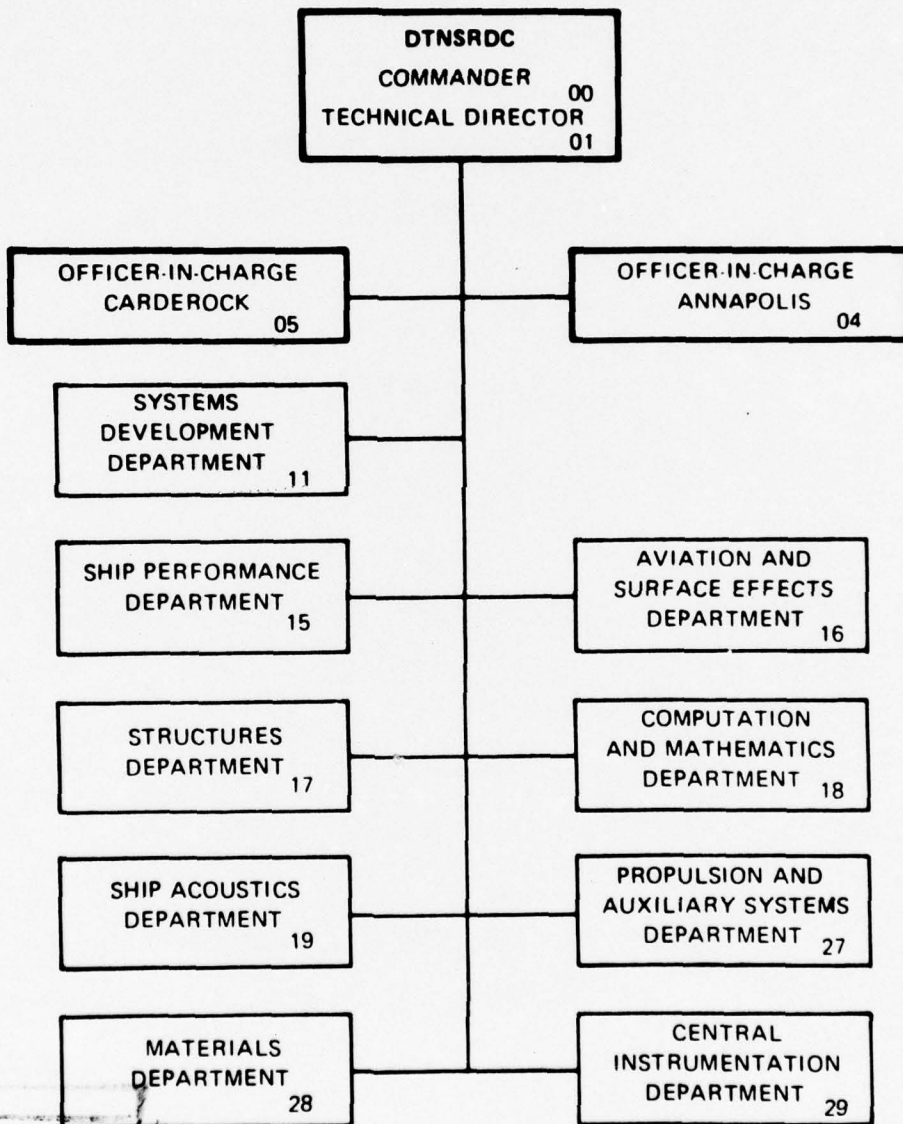 DTNSRDC
COMMANDER
00
TECHNICAL DIRECTOR
01
OFFICER-IN-CHARGE
CARDEROCK
05
OFFICER-IN-CHARGE
ANNAPOLIS
04
SYSTEMS
DEVELOPMENT
DEPARTMENT
11
SHIP PERFORMANCE
DEPARTMENT
15
AVIATION AND
SURFACE EFFECTS
DEPARTMENT
16
STRUCTURES
DEPARTMENT
17
COMPUTATION
AND MATHEMATICS
DEPARTMENT
18
SHIP ACOUSTICS
DEPARTMENT
19
PROPULSION AND
AUXILIARY SYSTEMS
DEPARTMENT
27
MATERIALS
DEPARTMENT
28
CENTRAL
INSTRUMENTATION
DEPARTMENT
29